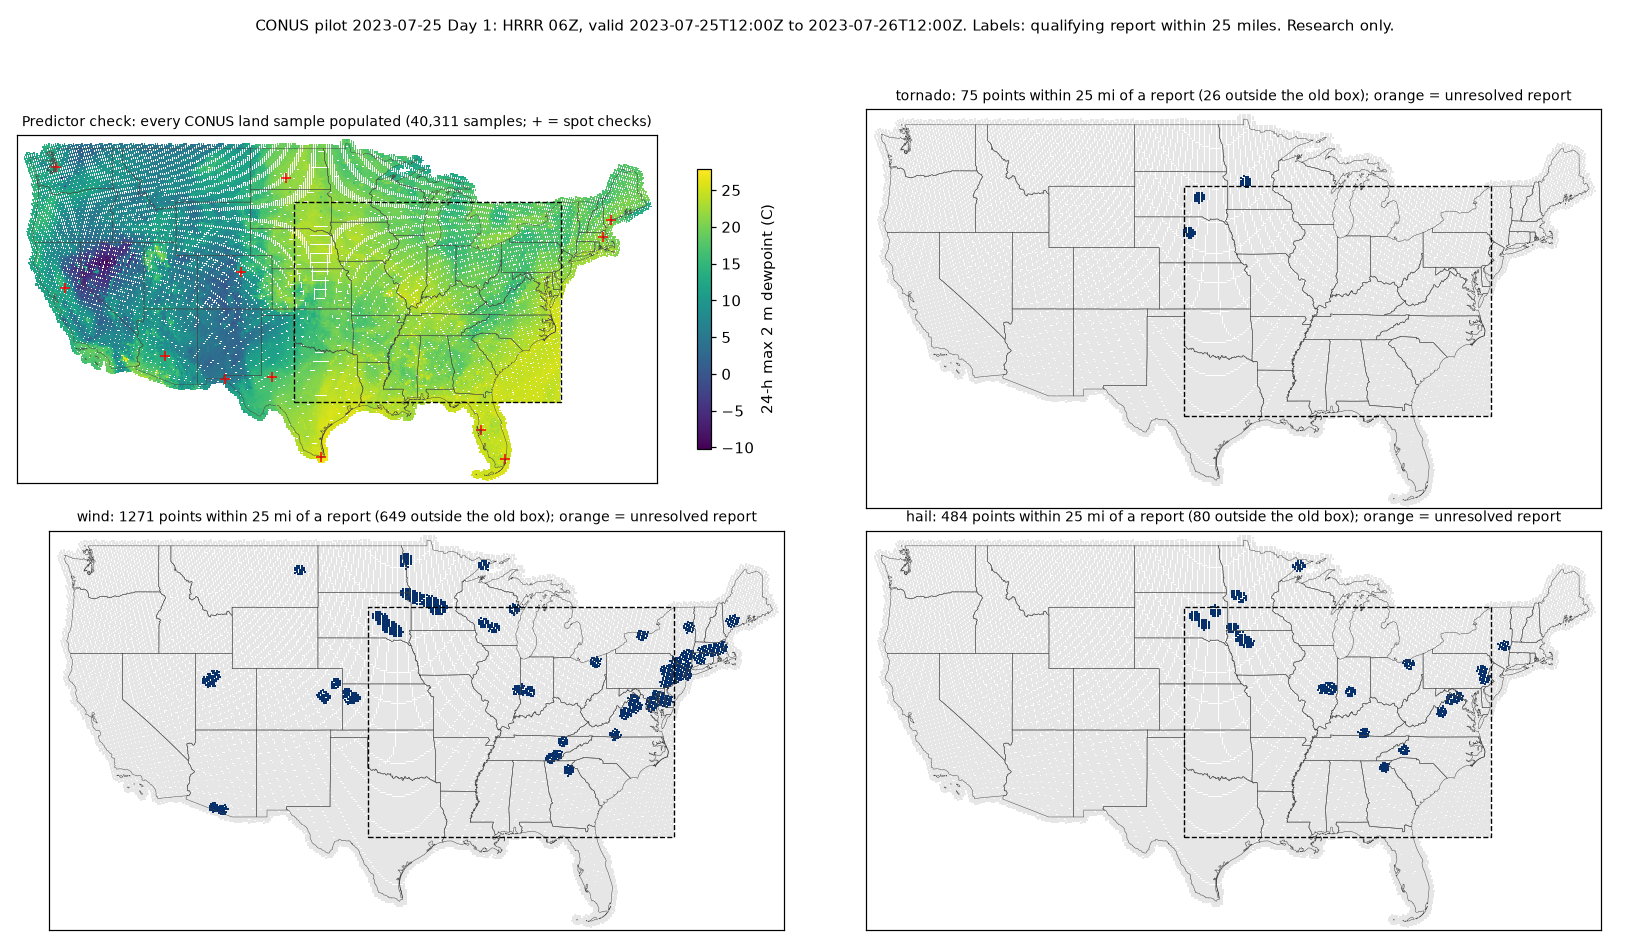 CONUS pilot 2023-07-25 Day 1: HRRR 06Z, valid 2023-07-25T12:00Z to 2023-07-26T12:00Z. Labels: qualifying report within 25 miles. Research only.
Predictor check: every CONUS land sample populated (40,311 samples; + = spot checks)
25
20
15
10
5
0
−5
−10
24-h max 2 m dewpoint (C)
tornado: 75 points within 25 mi of a report (26 outside the old box); orange = unresolved report
wind: 1271 points within 25 mi of a report (649 outside the old box); orange = unresolved report
hail: 484 points within 25 mi of a report (80 outside the old box); orange = unresolved report